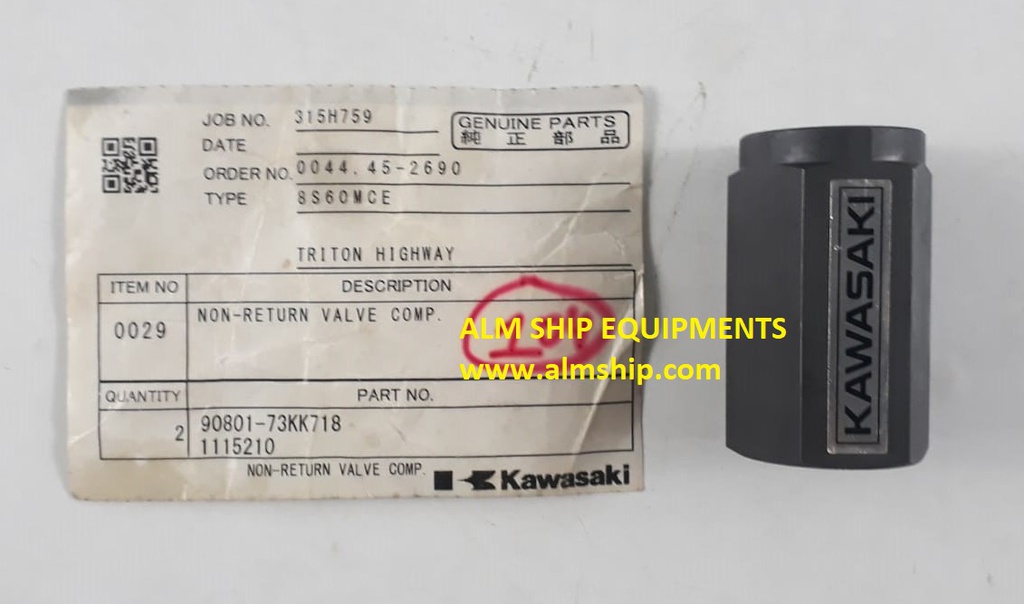 JOB NO. 315H759
GENUINE PARTS
純正部品
DATE
ORDER NO. 0044.45-2690
TYPE 8S60MCE
TRITON HIGHWAY
ITEM NO DESCRIPTION
0029 NON-RETURN VALVE COMP.
QUANTITY PART NO.
2 90801-73KK718
1115210
NON-RETURN VALVE COMP.
Kawasaki
KAWASAKI
ALM SHIP EQUIPMENTS
www.almship.com